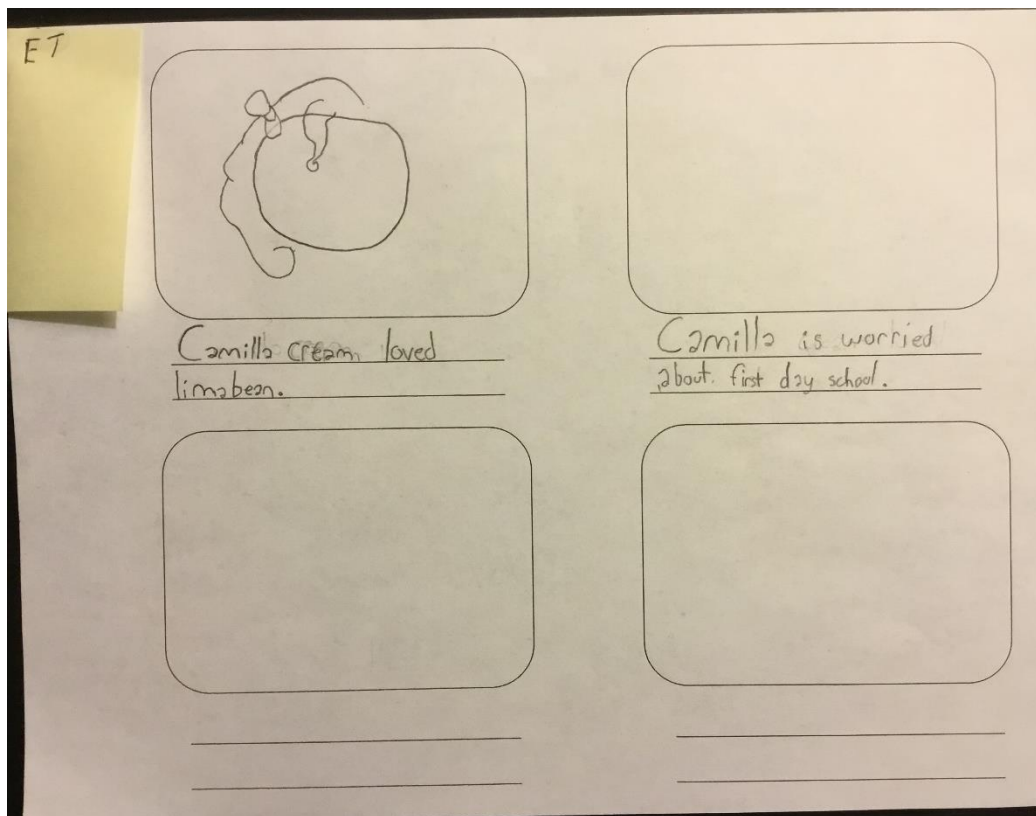 ET
Camilla cream loved
limabean.
Camilla is worried
about first day school.